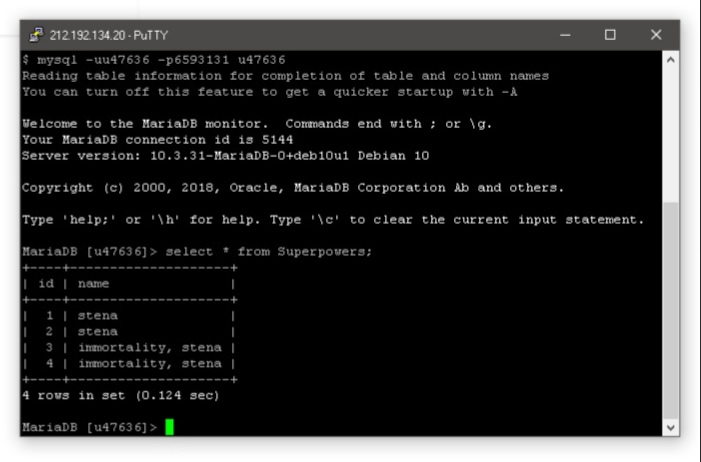 212.192.134.20 - PuTTY
$ mysql -uu47636 -p6593131 u47636
Reading table information for completion of table and column names
You can turn off this feature to get a quicker startup with -A
Welcome to the MariaDB monitor.  Commands end with ; or \g.
Your MariaDB connection id is 5144
Server version: 10.3.31-MariaDB-0+deb10u1 Debian 10
Copyright (c) 2000, 2018, Oracle, MariaDB Corporation Ab and others.
Type 'help;' or '\h' for help. Type '\c' to clear the current input statement.
MariaDB [u47636]> select * from Superpowers;
+----+--------------------+
| id | name               |
+----+--------------------+
|  1 | stena              |
|  2 | stena              |
|  3 | immortality, stena |
|  4 | immortality, stena |
+----+--------------------+
4 rows in set (0.124 sec)
MariaDB [u47636]>